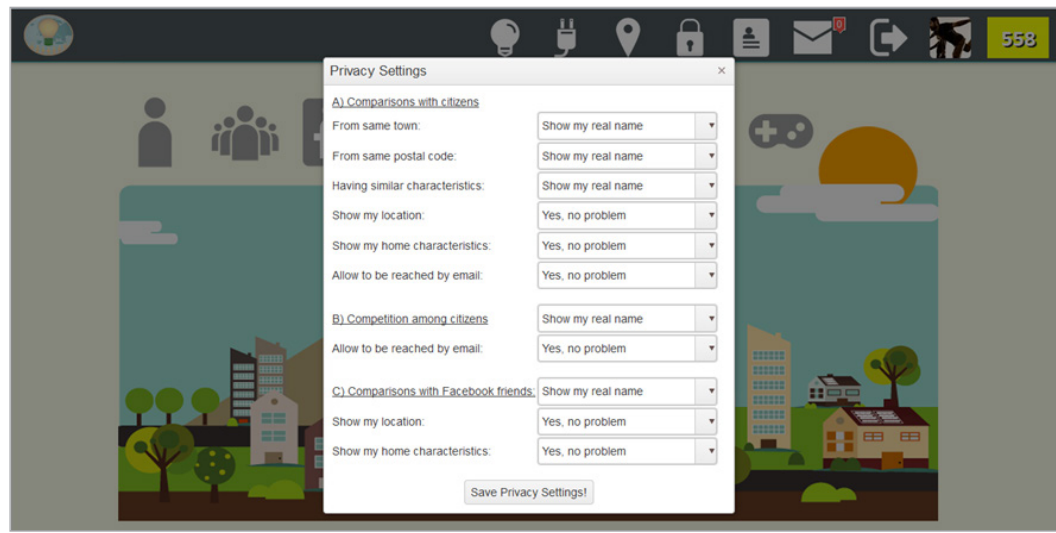 0
558
Privacy Settings
×
A) Comparisons with citizens
From same town: Show my real name
From same postal code: Show my real name
Having similar characteristics: Show my real name
Show my location: Yes, no problem
Show my home characteristics: Yes, no problem
Allow to be reached by email: Yes, no problem
B) Competition among citizens Show my real name
Allow to be reached by email: Yes, no problem
C) Comparisons with Facebook friends: Show my real name
Show my location: Yes, no problem
Show my home characteristics: Yes, no problem
Save Privacy Settings!